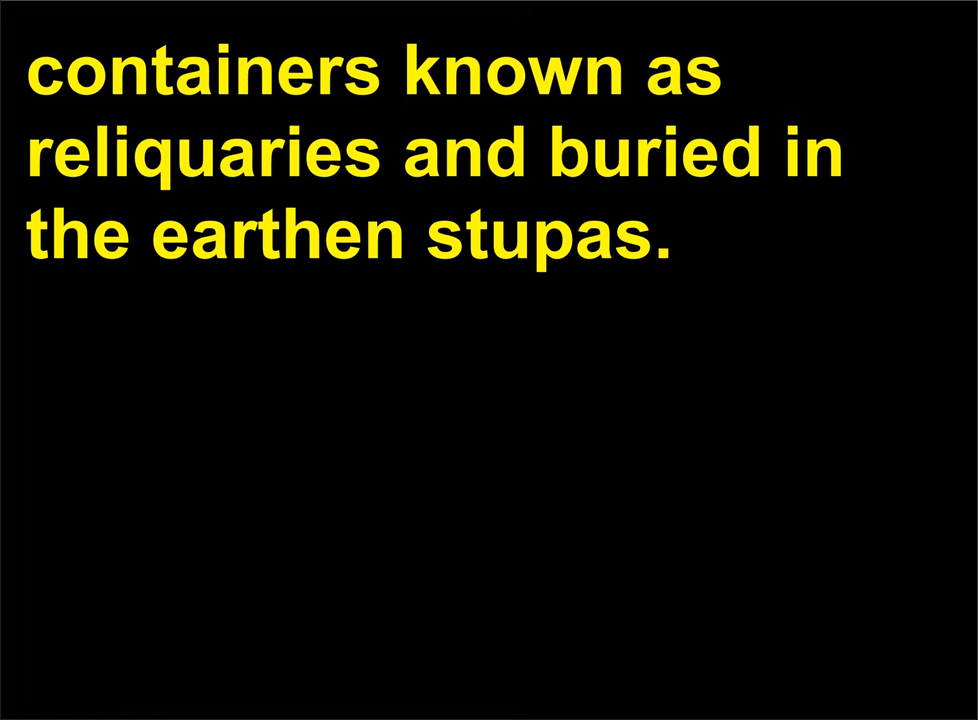 containers known as
reliquaries and buried in
the earthen stupas.